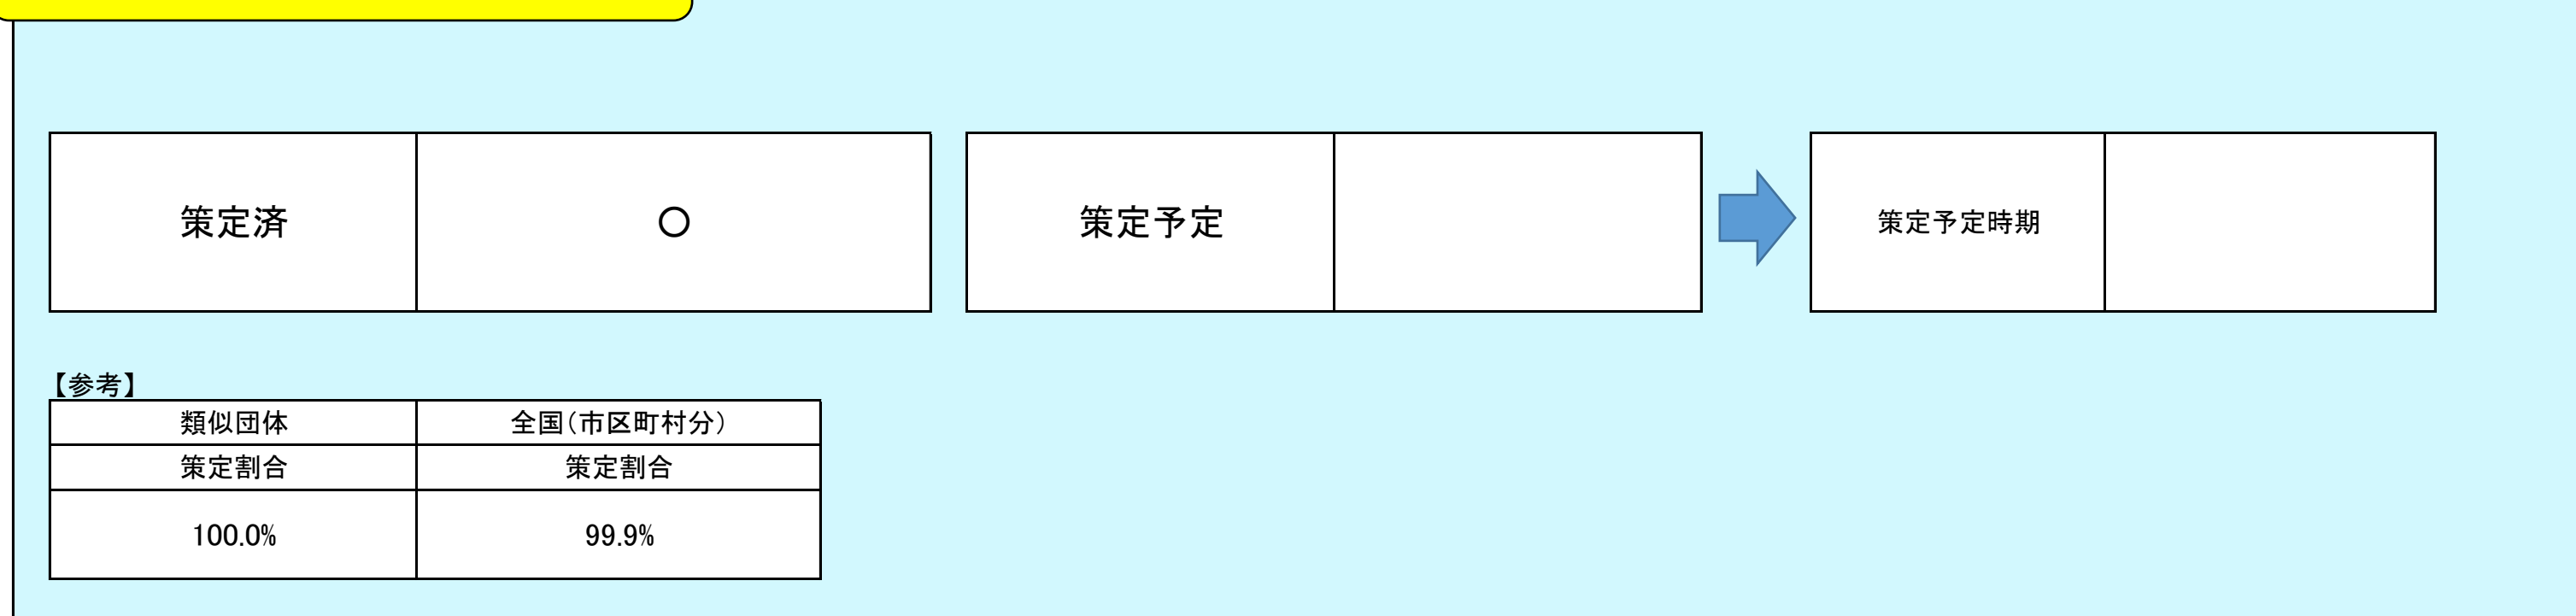 策定済 ○ 策定予定 策定予定時期
【参考】
類似団体 全国(市区町村分)
策定割合 策定割合
100.0% 99.9%